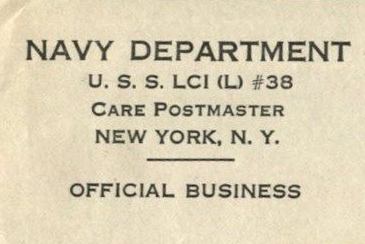 NAVY DEPARTMENT
U. S. S. LCI (L) #38
CARE POSTMASTER
NEW YORK, N. Y.
OFFICIAL BUSINESS